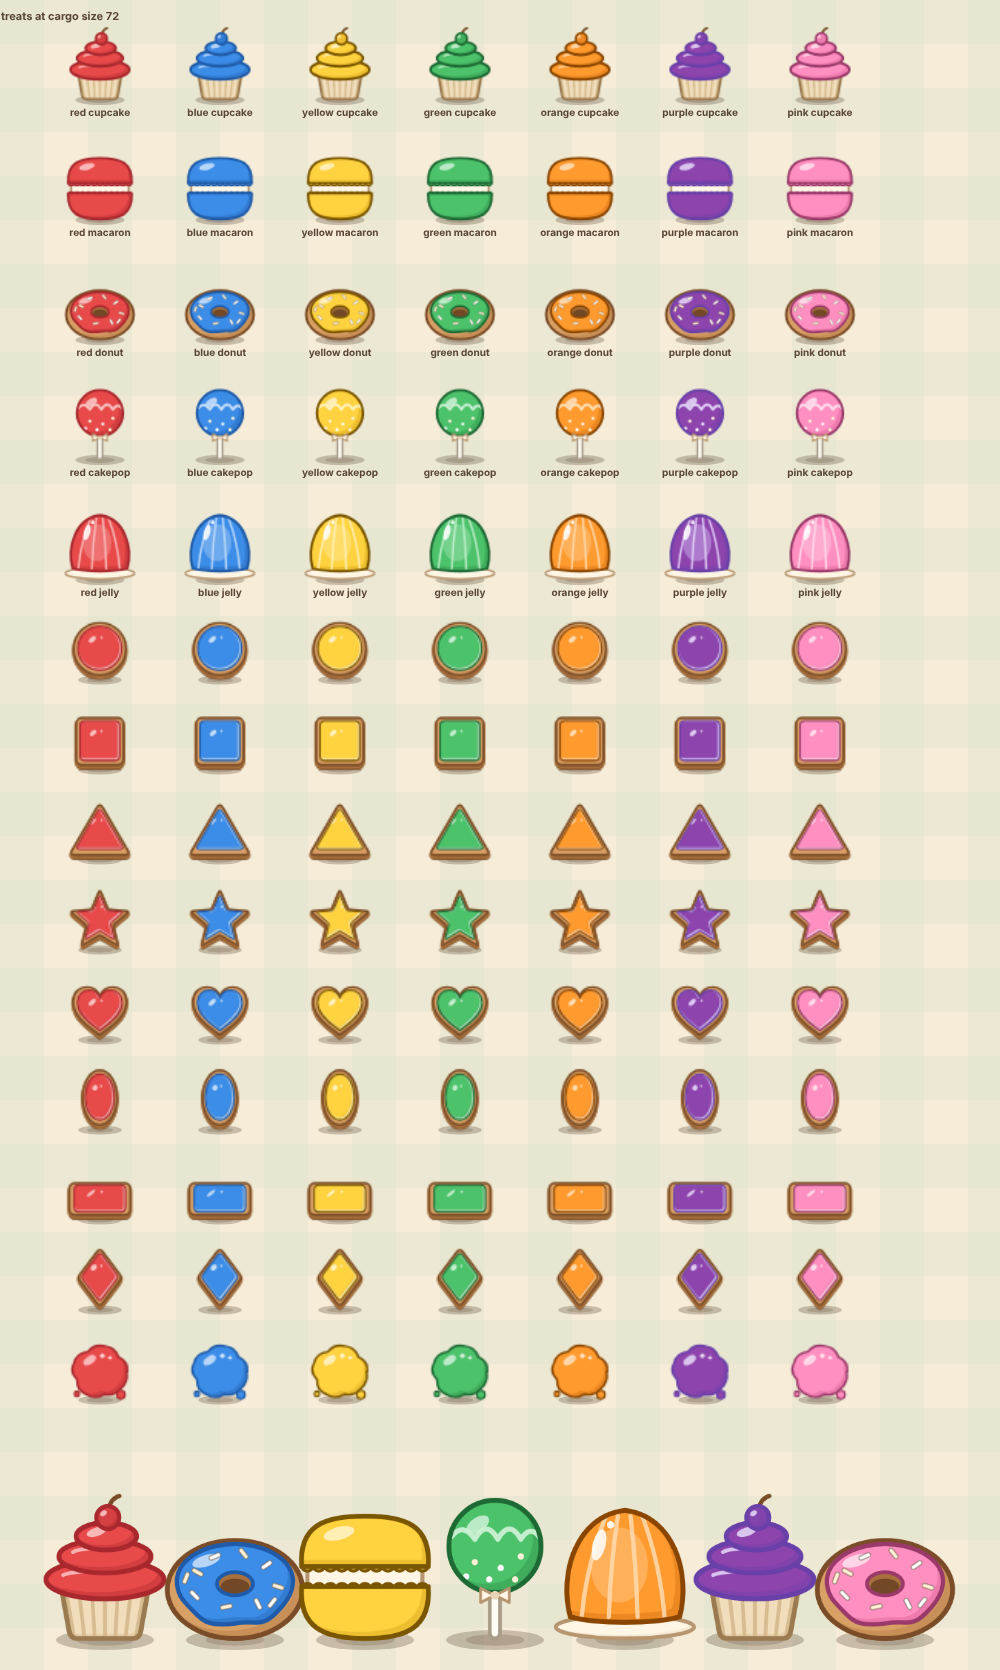 treats at cargo size 72
red cupcake blue cupcake yellow cupcake green cupcake orange cupcake purple cupcake pink cupcake
red macaron blue macaron yellow macaron green macaron orange macaron purple macaron pink macaron
red donut blue donut yellow donut green donut orange donut purple donut pink donut
red cakepop blue cakepop yellow cakepop green cakepop orange cakepop purple cakepop pink cakepop
red jelly blue jelly yellow jelly green jelly orange jelly purple jelly pink jelly